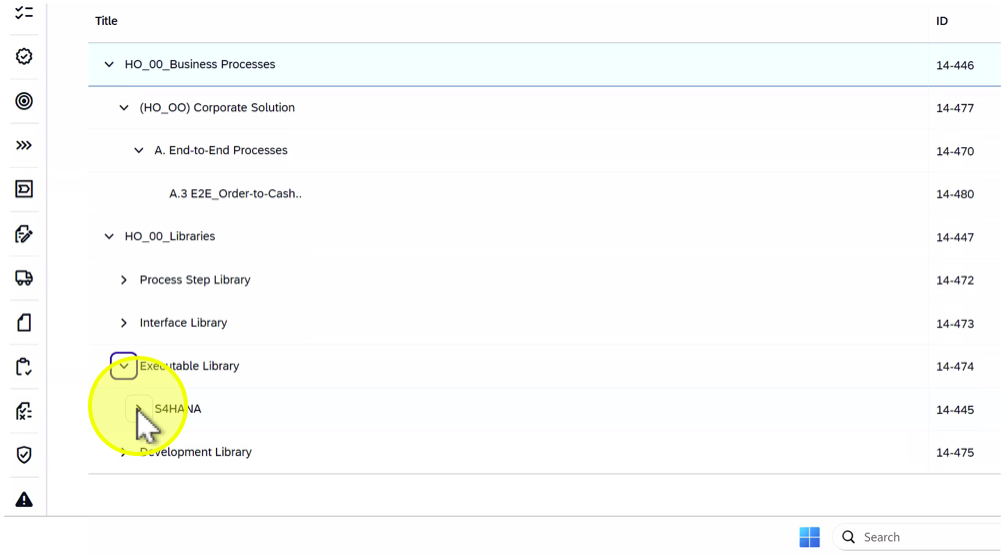 Title ID
HO_00_Business Processes 14-446
(HO_OO) Corporate Solution 14-477
A. End-to-End Processes 14-470
A.3 E2E_Order-to-Cash.. 14-480
HO_00_Libraries 14-447
Process Step Library 14-472
Interface Library 14-473
Executable Library 14-474
S4HANA 14-445
Development Library 14-475
Search